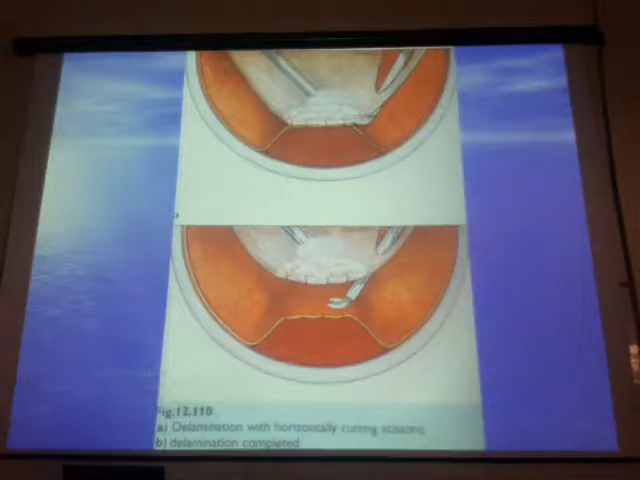 Fig.12.110
a) Delamination with horizontally cutting scissors
b) delamination completed